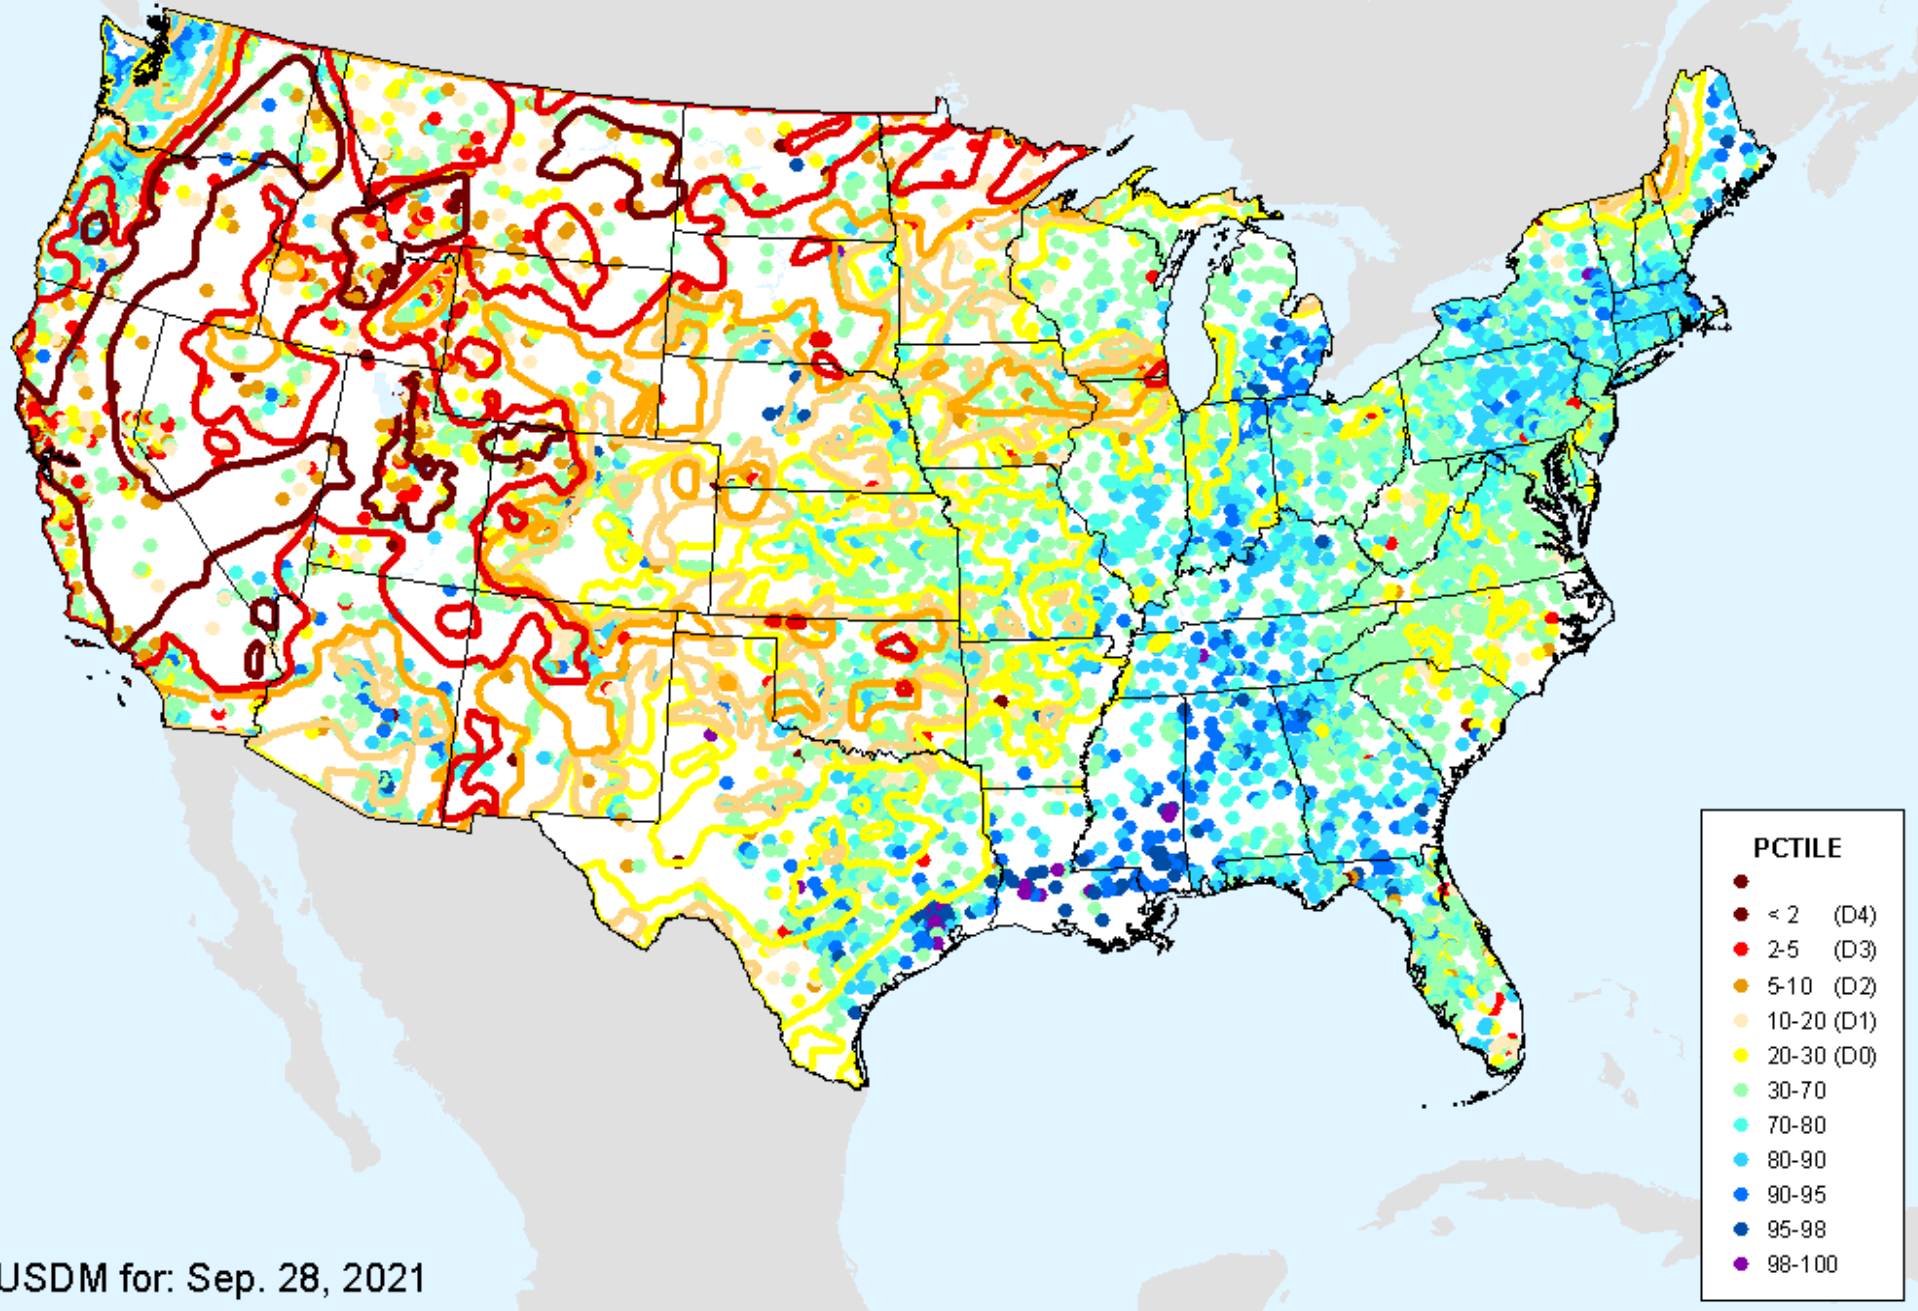 PCTILE
< 2 (D4)
2-5 (D3)
5-10 (D2)
10-20 (D1)
20-30 (D0)
30-70
70-80
80-90
90-95
95-98
98-100
USDM for: Sep. 28, 2021